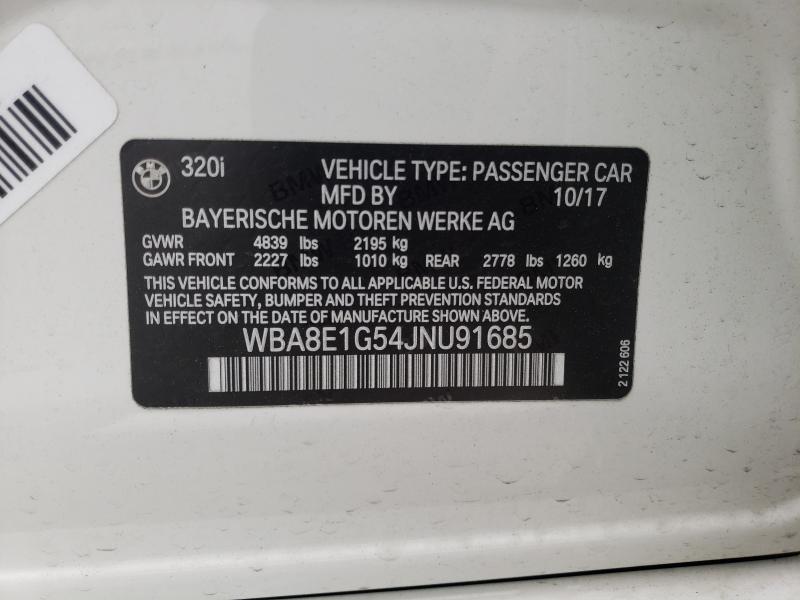 320i VEHICLE TYPE: PASSENGER CAR
MFD BY 10/17
BAYERISCHE MOTOREN WERKE AG
GVWR 4839 lbs 2195 kg
GAWR FRONT 2227 lbs 1010 kg REAR 2778 lbs 1260 kg
THIS VEHICLE CONFORMS TO ALL APPLICABLE U.S. FEDERAL MOTOR
VEHICLE SAFETY, BUMPER AND THEFT PREVENTION STANDARDS
IN EFFECT ON THE DATE OF MANUFACTURE SHOWN ABOVE.
WBA8E1G54JNU91685
2 122 606